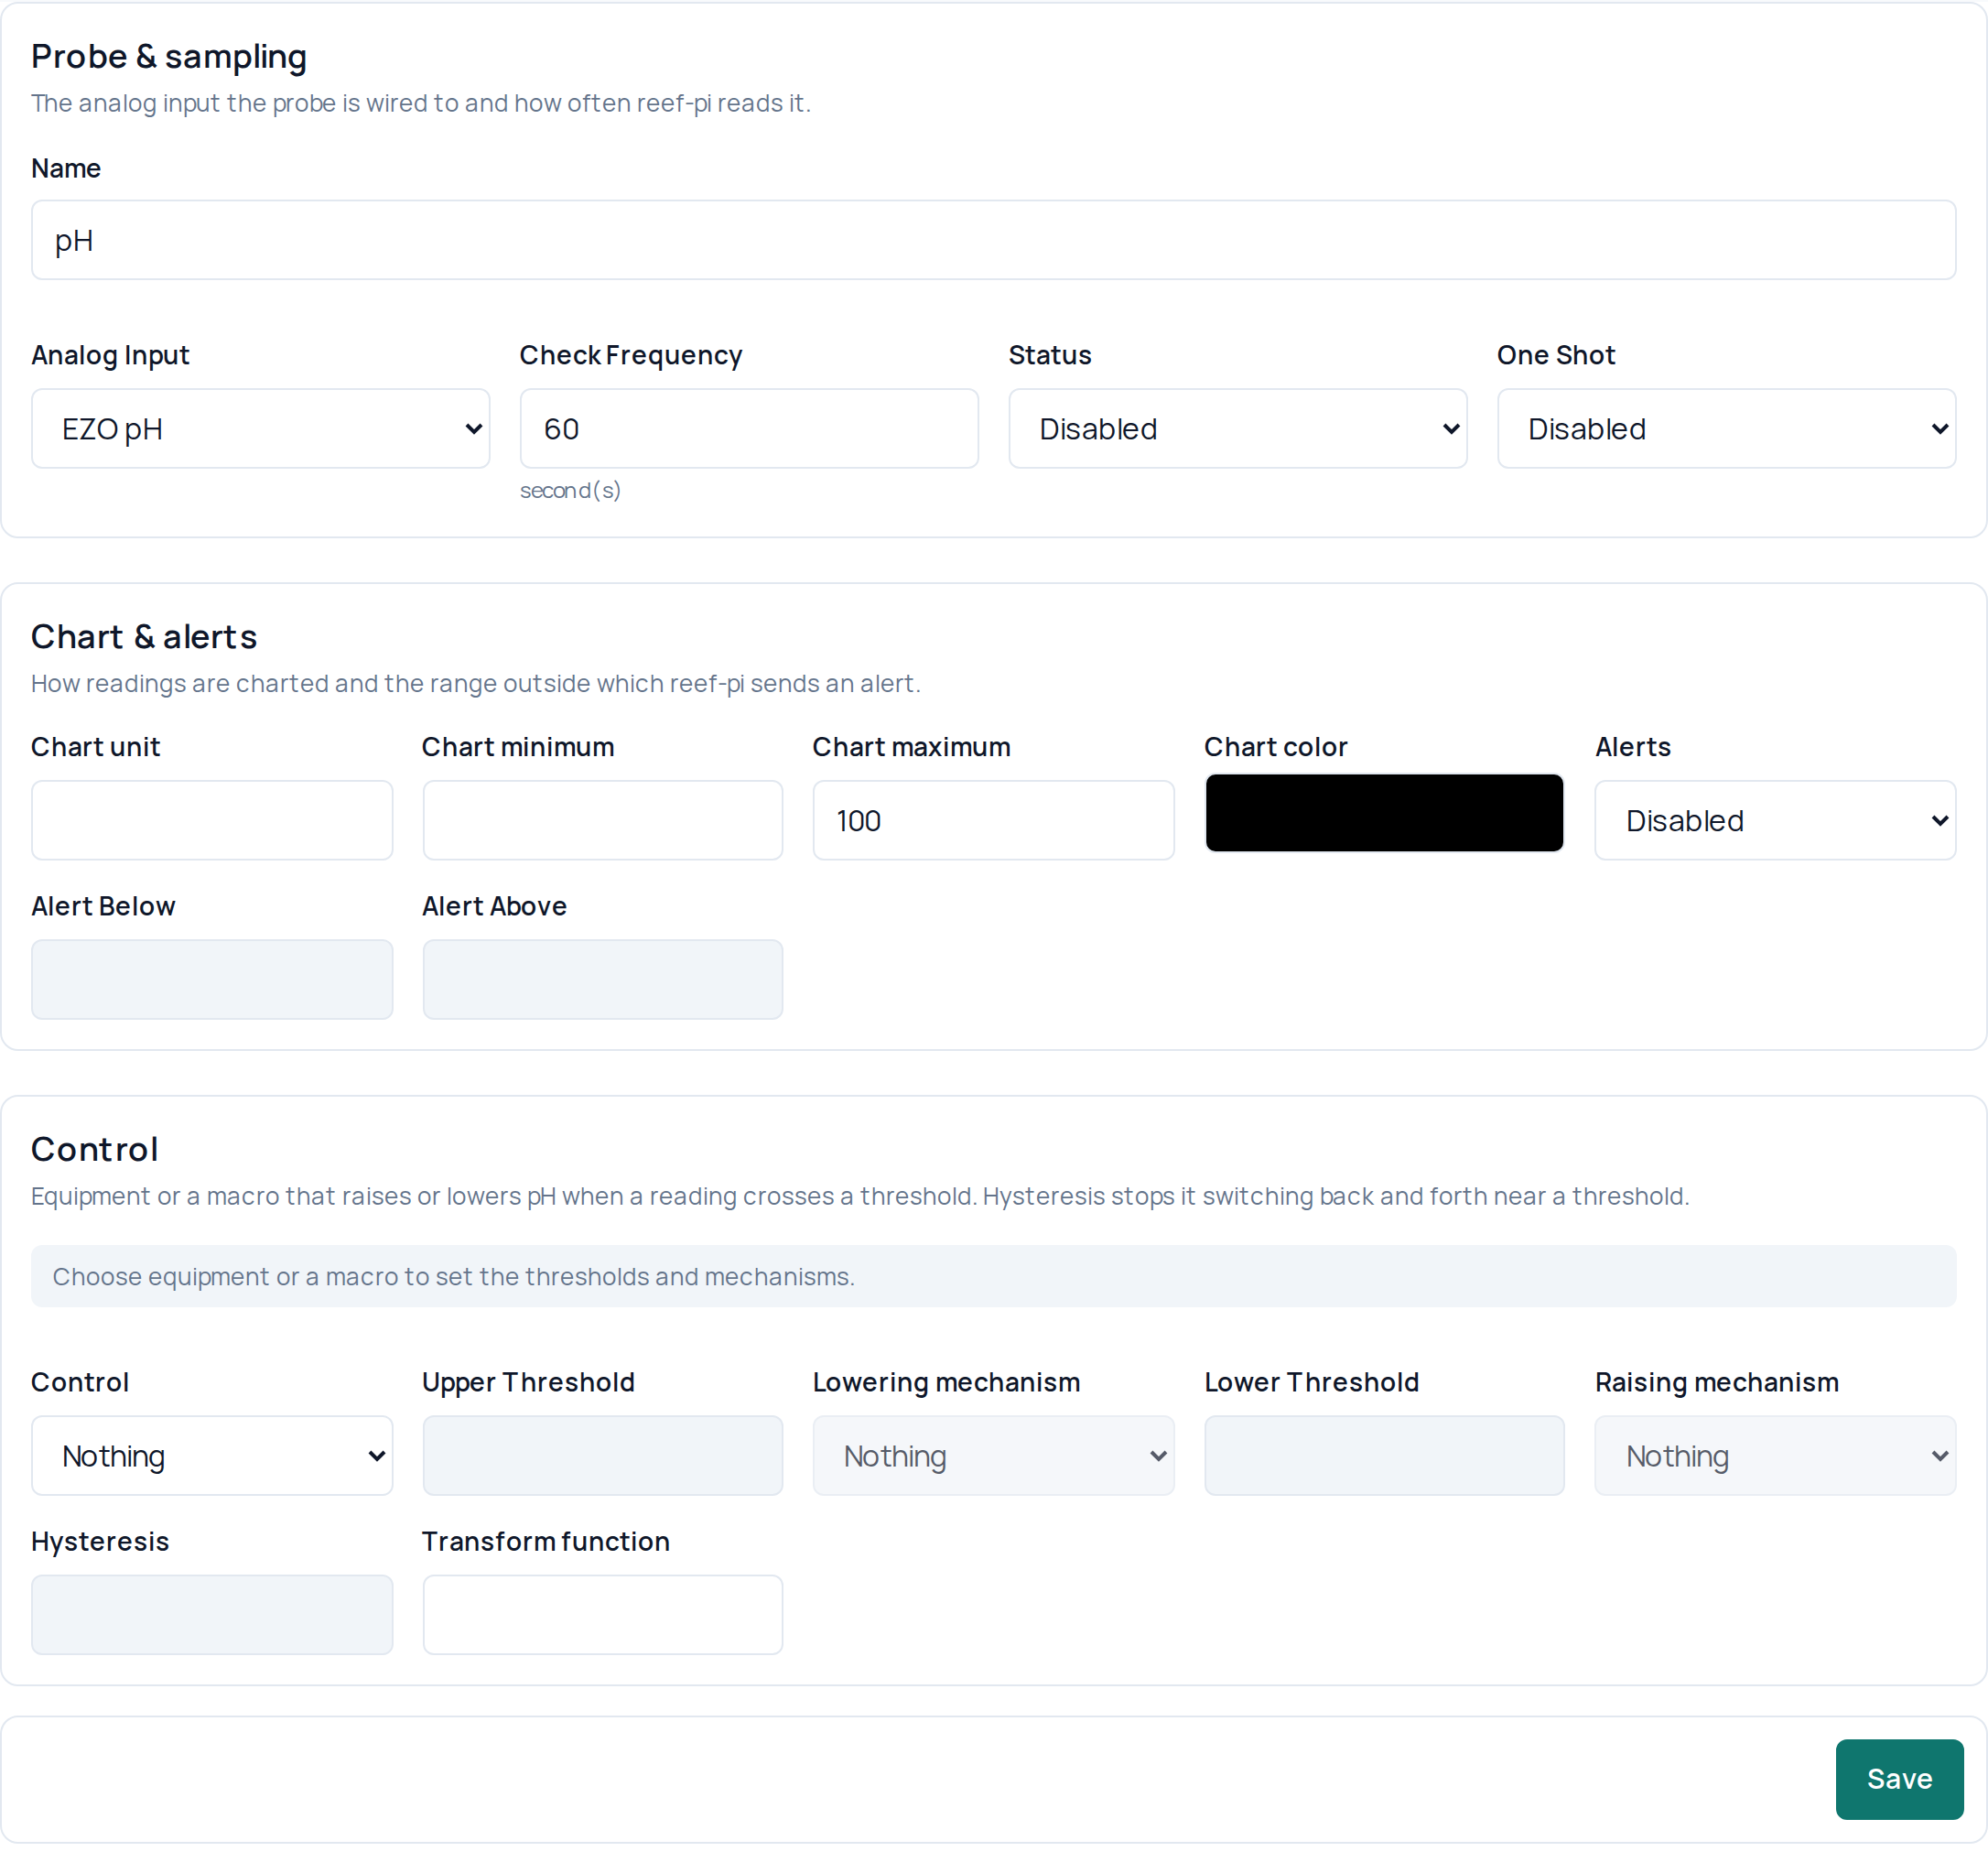 Probe & sampling
The analog input the probe is wired to and how often reef-pi reads it.
Name
pH
Analog Input Check Frequency Status One Shot
EZO pH 60 Disabled Disabled
second(s)
Chart & alerts
How readings are charted and the range outside which reef-pi sends an alert.
Chart unit Chart minimum Chart maximum Chart color Alerts
100 Disabled
Alert Below Alert Above
Control
Equipment or a macro that raises or lowers pH when a reading crosses a threshold. Hysteresis stops it switching back and forth near a threshold.
Choose equipment or a macro to set the thresholds and mechanisms.
Control Upper Threshold Lowering mechanism Lower Threshold Raising mechanism
Nothing Nothing Nothing
Hysteresis Transform function
Save